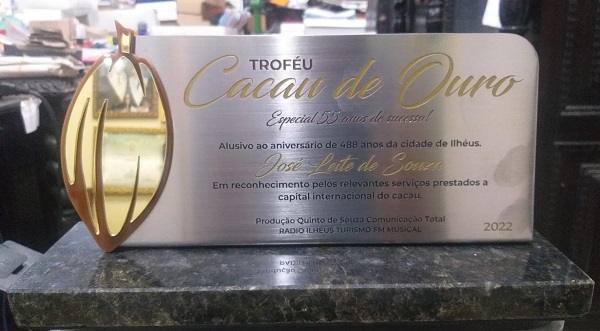 TROFÉU
Cacau de Ouro
Especial 55 anos de sucesso!
Alusivo ao aniversário de 488 anos da cidade de Ilhéus.
José Leite de Souza
Em reconhecimento pelos relevantes serviços prestados a
capital internacional do cacau.
Produção Quinto de Souza Comunicação Total
RADIO ILHEUS TURISMO FM MUSICAL
2022